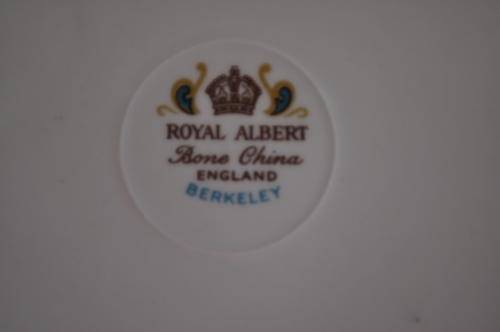 ROYAL ALBERT
Bone China
ENGLAND
BERKELEY